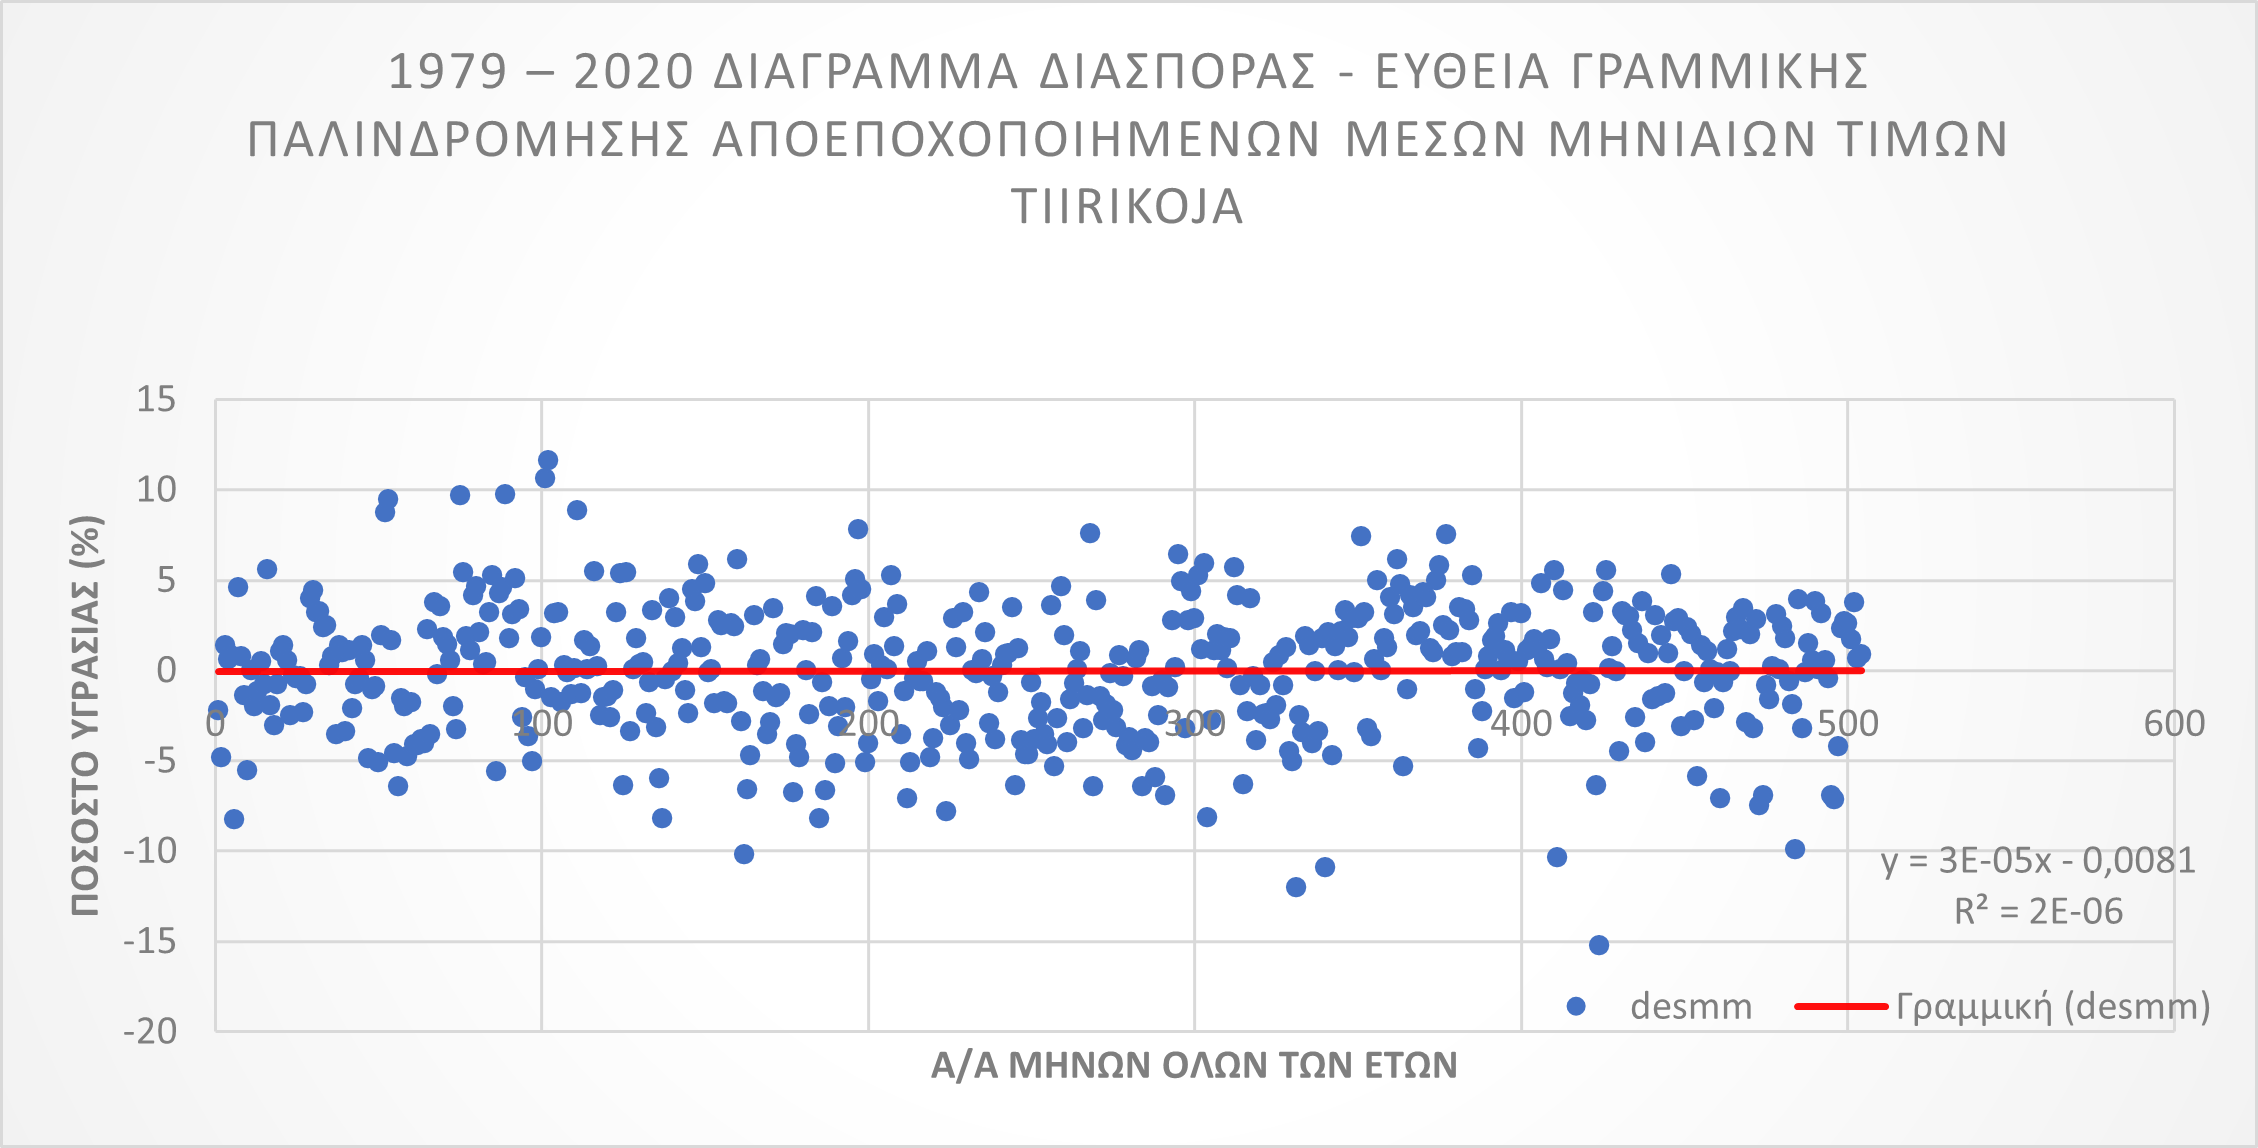 1979 – 2020 ΔΙΑΓΡΑΜΜΑ ΔΙΑΣΠΟΡΑΣ - ΕΥΘΕΙΑ ΓΡΑΜΜΙΚΗΣ
ΠΑΛΙΝΔΡΟΜΗΣΗΣ ΑΠΟΕΠΟΧΟΠΟΙΗΜΕΝΩΝ ΜΕΣΩΝ ΜΗΝΙΑΙΩΝ ΤΙΜΩΝ
TIIRIKOJA
ΠΟΣΟΣΤΟ ΥΓΡΑΣΙΑΣ (%)
15
10
5
0
-5
-10
-15
-20
0 100 200 300 400 500 600
y = 3E-05x - 0,0081
R² = 2E-06
desmm
Γραμμική (desmm)
Α/Α ΜΗΝΩΝ ΟΛΩΝ ΤΩΝ ΕΤΩΝ